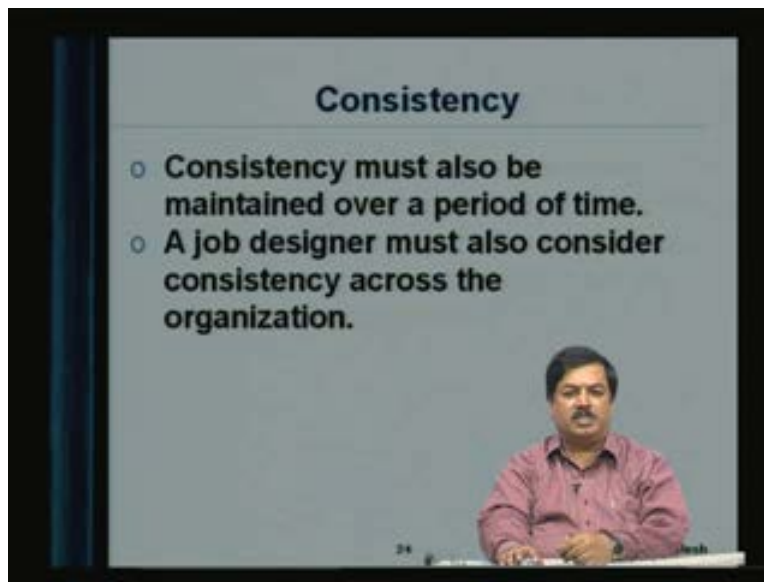 Consistency
o Consistency must also be
maintained over a period of time.
o A job designer must also consider
consistency across the
organization.
24